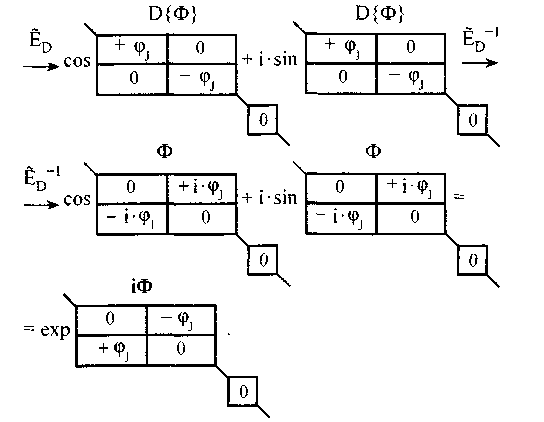 D{Φ} D{Φ}
Ê_D cos + φ_j 0 + i·sin + φ_j 0 Ê_D⁻¹
0 − φ_j 0 − φ_j
0 0
Φ Φ
Ê_D⁻¹ cos 0 + i·φ_j + i·sin 0 + i·φ_j =
− i·φ_j 0 − i·φ_j 0
0 0
iΦ
= exp 0 − φ_j .
+ φ_j 0
0